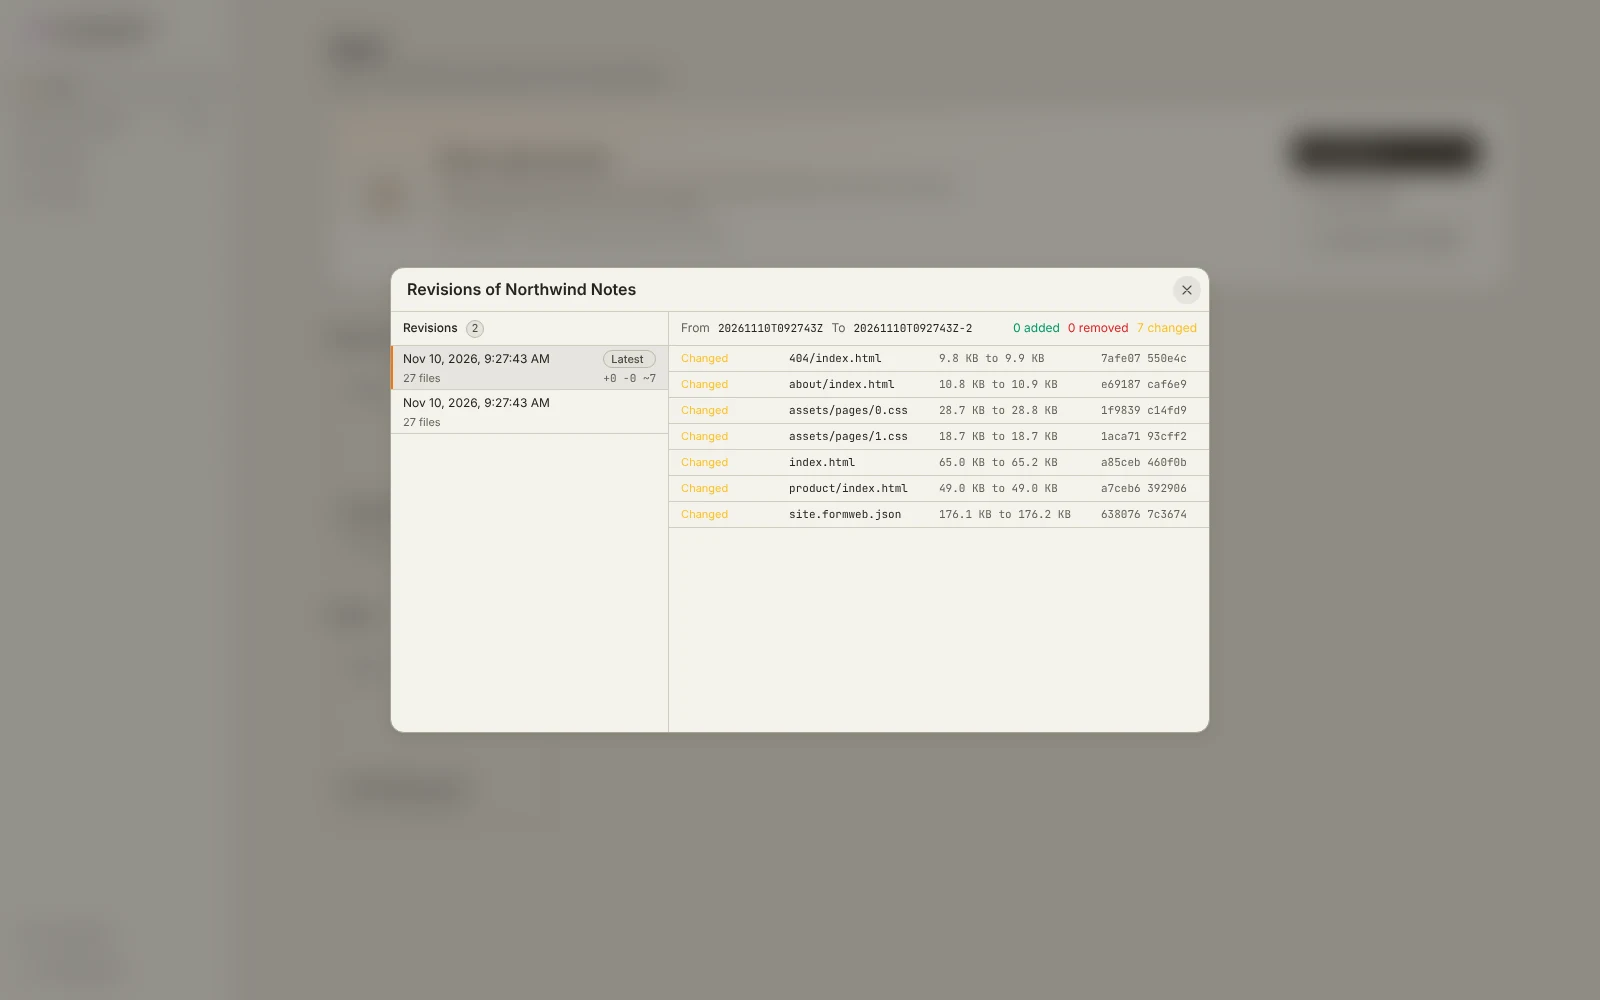 Revisions of Northwind Notes
Revisions 2
Nov 10, 2026, 9:27:43 AM Latest
27 files +0 -0 ~7
Nov 10, 2026, 9:27:43 AM
27 files
From 20261110T092743Z To 20261110T092743Z-2 0 added 0 removed 7 changed
Changed 404/index.html 9.8 KB to 9.9 KB 7afe07 550e4c
Changed about/index.html 10.8 KB to 10.9 KB e69187 caf6e9
Changed assets/pages/0.css 28.7 KB to 28.8 KB 1f9839 c14fd9
Changed assets/pages/1.css 18.7 KB to 18.7 KB 1aca71 93cff2
Changed index.html 65.0 KB to 65.2 KB a85ceb 460f0b
Changed product/index.html 49.0 KB to 49.0 KB a7ceb6 392906
Changed site.formweb.json 176.1 KB to 176.2 KB 638076 7c3674